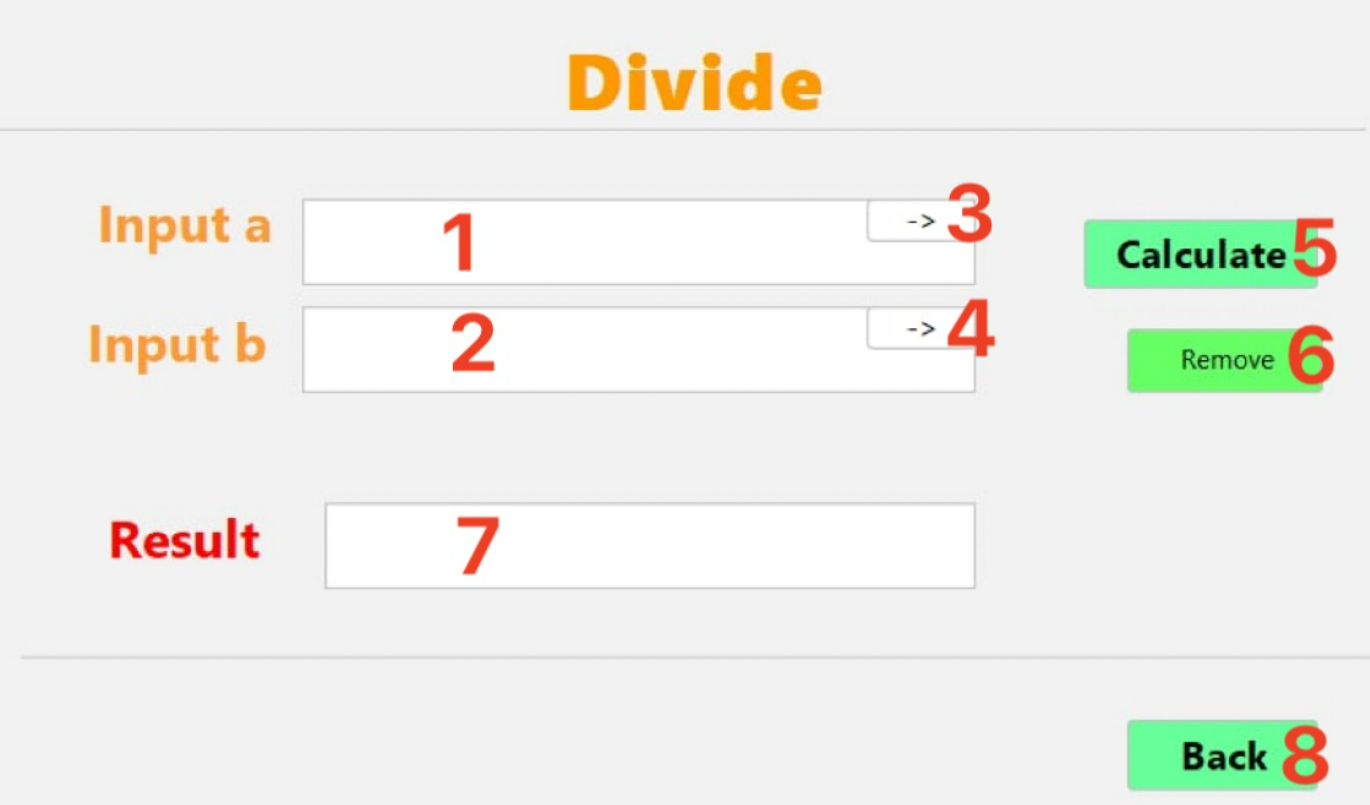 Divide
Input a 1 -> 3
Calculate 5
Input b 2 -> 4
Remove 6
Result 7
Back 8